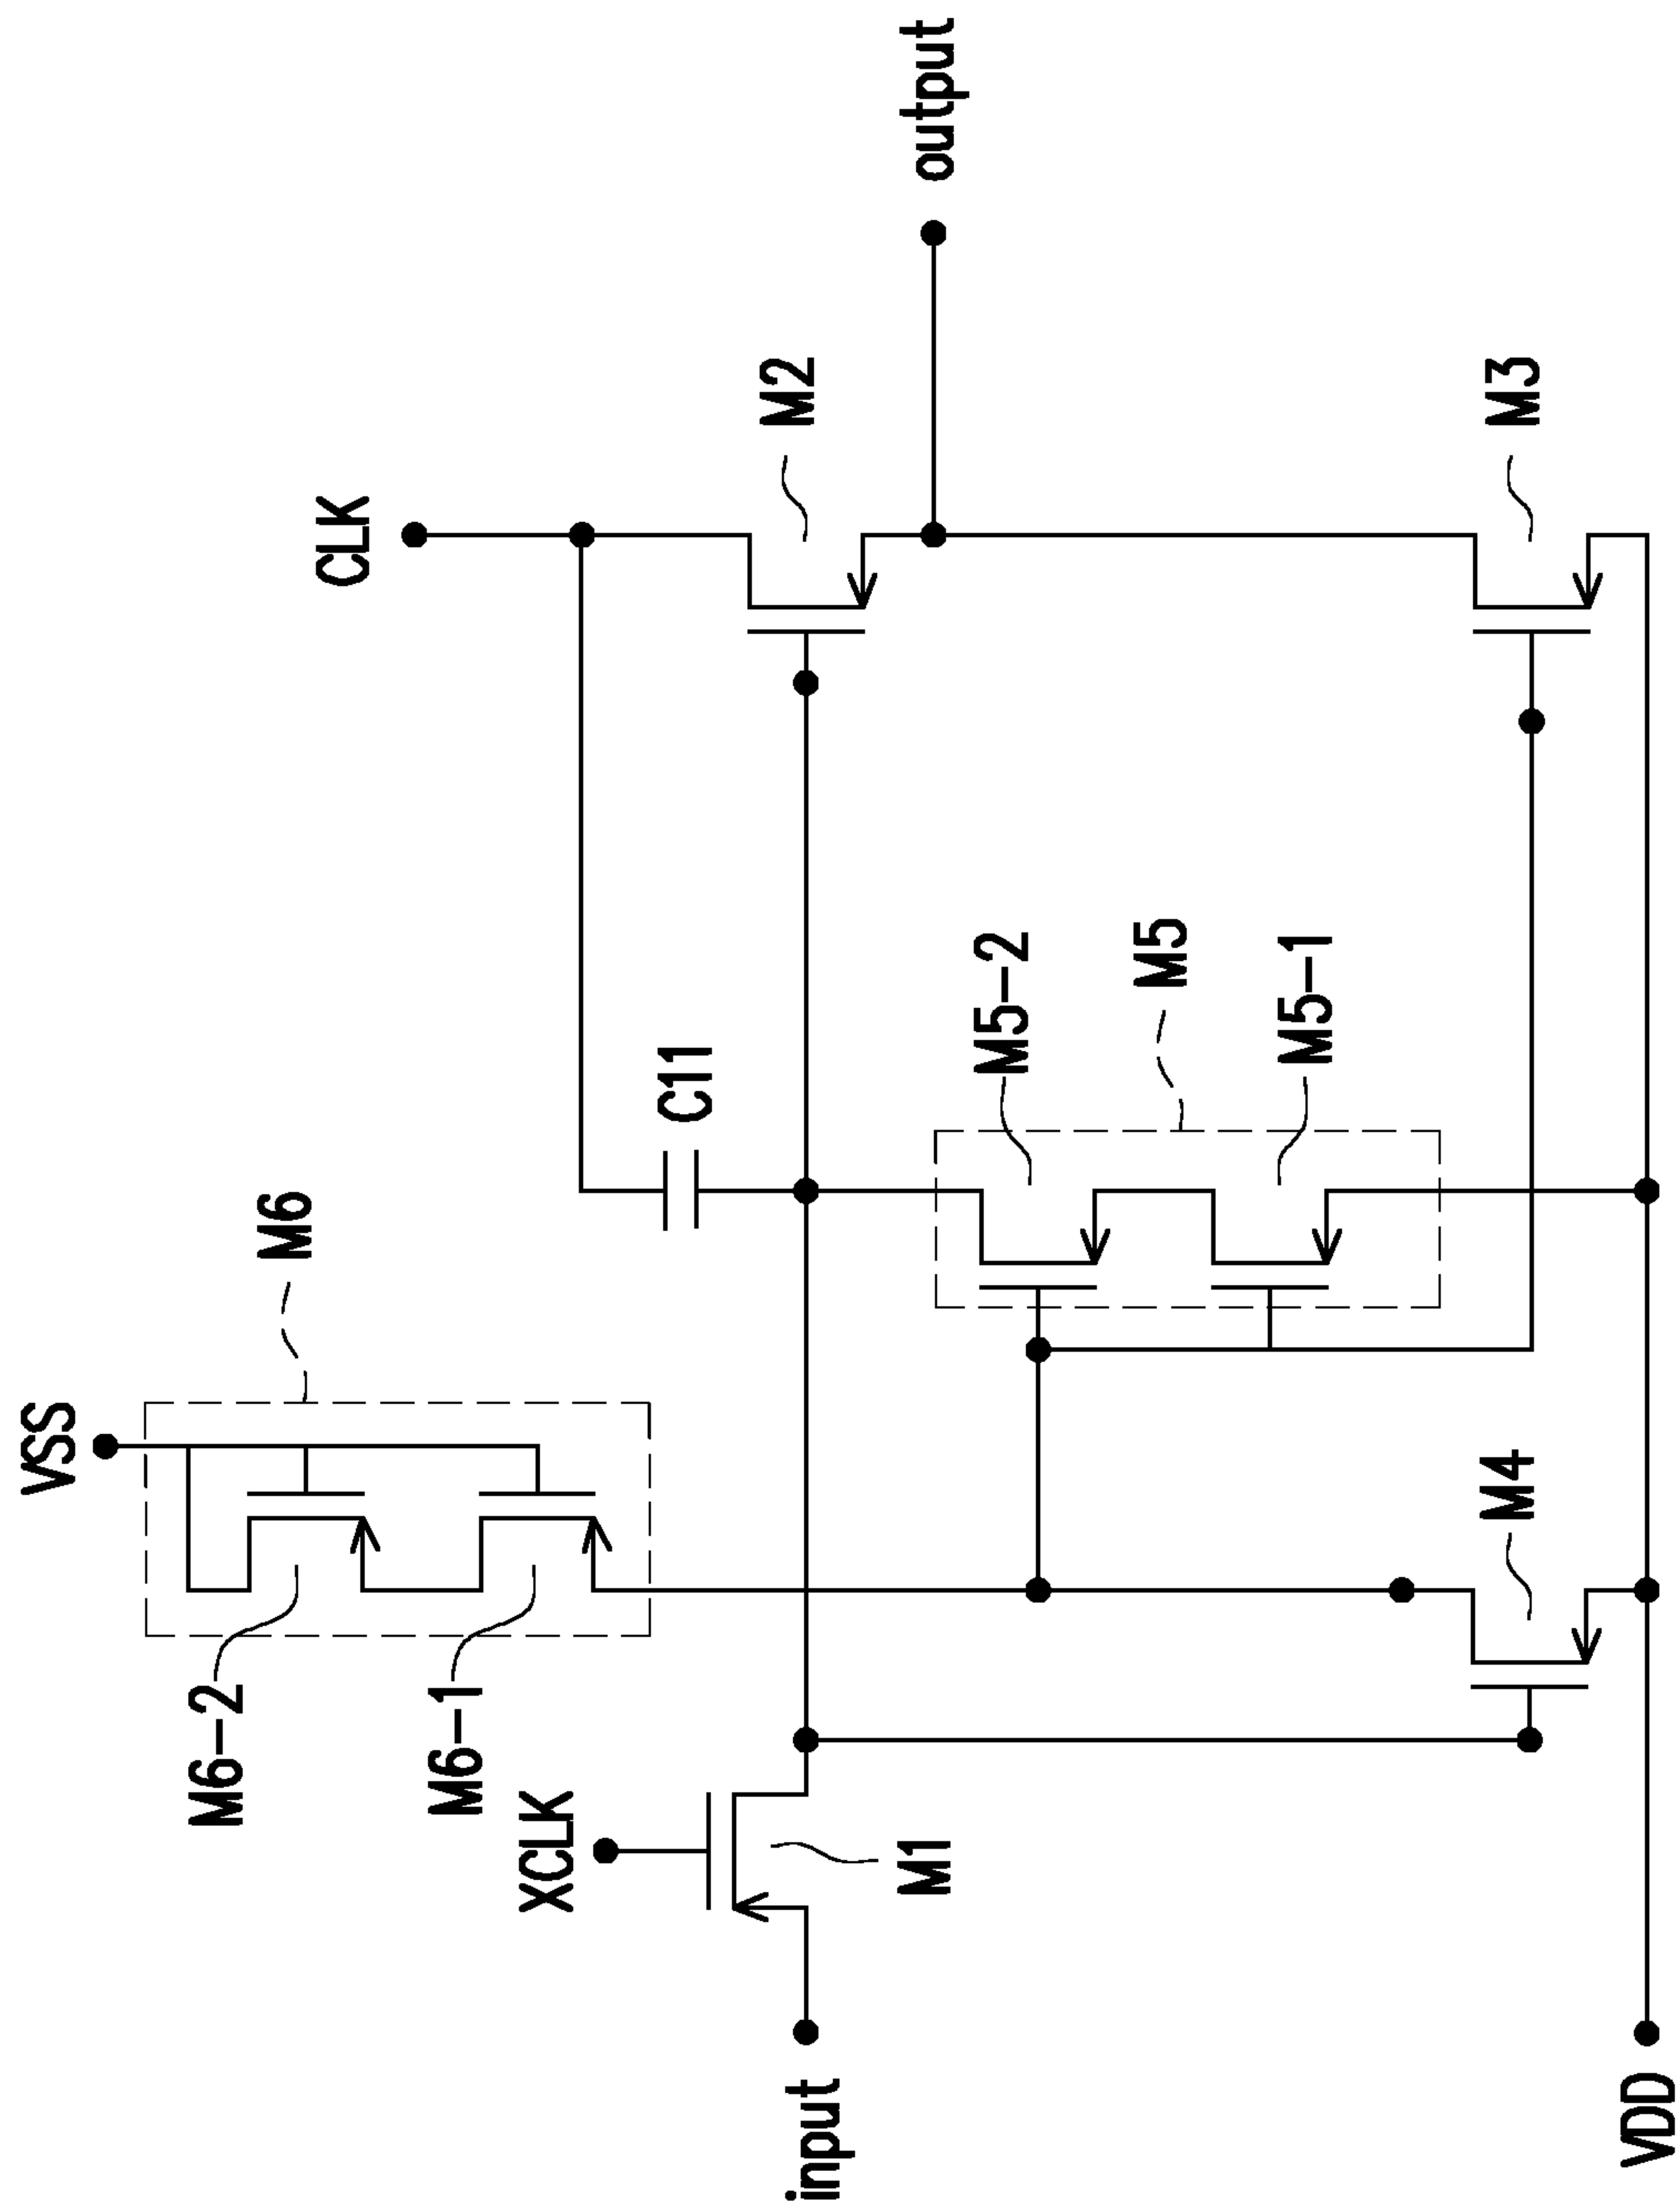 VSS
M6
M6-2
M6-1
XCLK
M1
input
VDD
M4
C11
M5-2
M5
M5-1
CLK
M2
M3
output